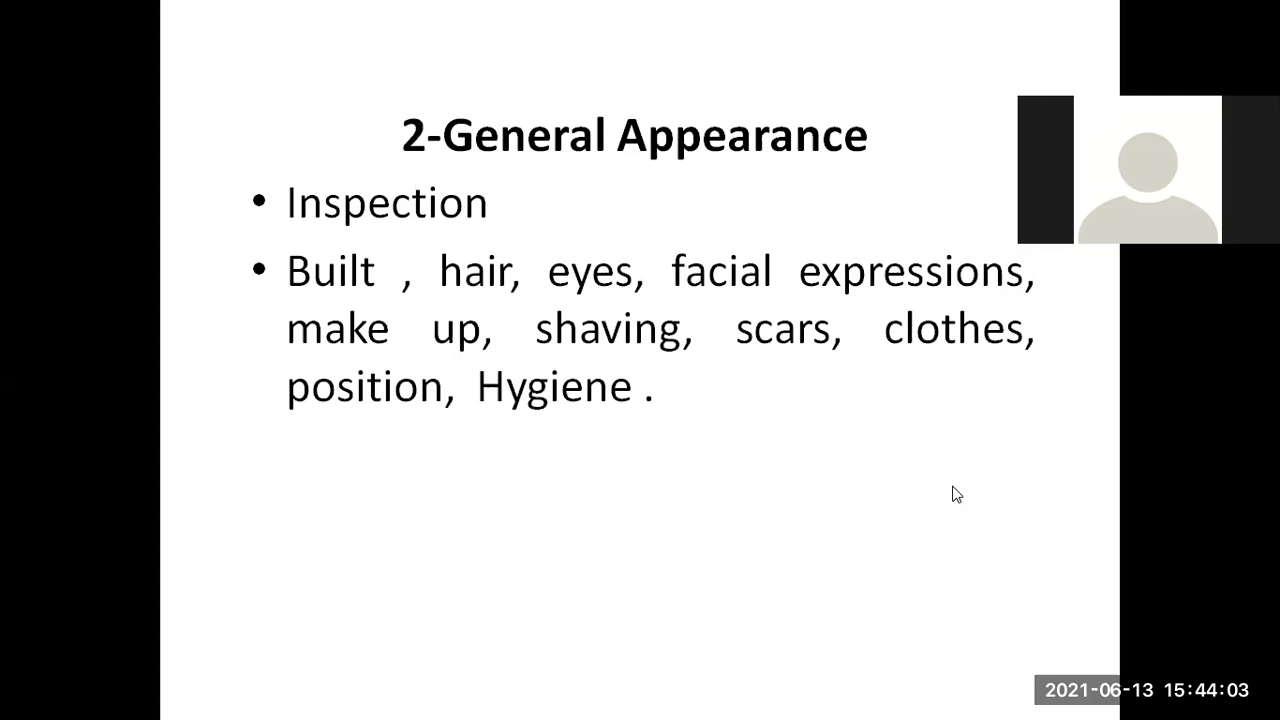 2-General Appearance
• Inspection
• Built , hair, eyes, facial expressions,
make up, shaving, scars, clothes,
position, Hygiene .
2021-06-13 15:44:03